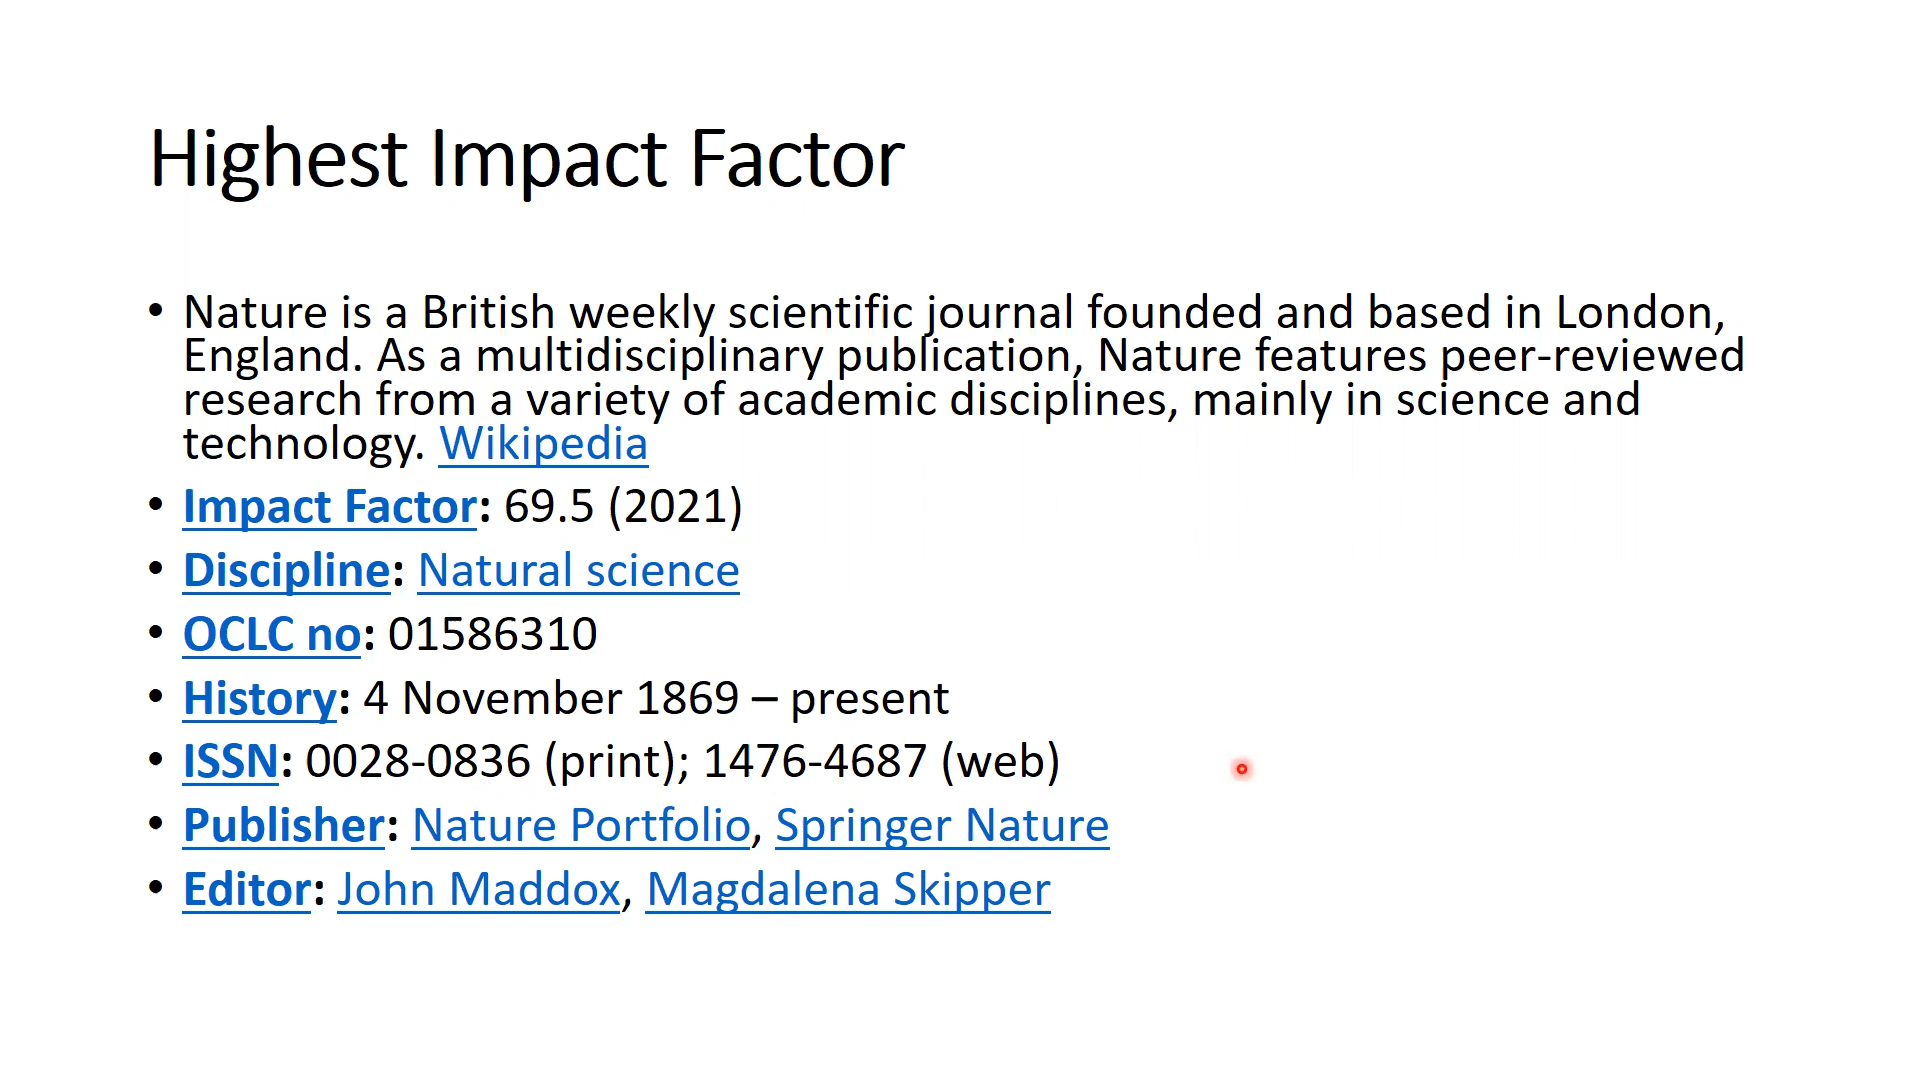 Highest Impact Factor
• Nature is a British weekly scientific journal founded and based in London,
England. As a multidisciplinary publication, Nature features peer-reviewed
research from a variety of academic disciplines, mainly in science and
technology. Wikipedia
• Impact Factor: 69.5 (2021)
• Discipline: Natural science
• OCLC no: 01586310
• History: 4 November 1869 – present
• ISSN: 0028-0836 (print); 1476-4687 (web)
• Publisher: Nature Portfolio, Springer Nature
• Editor: John Maddox, Magdalena Skipper